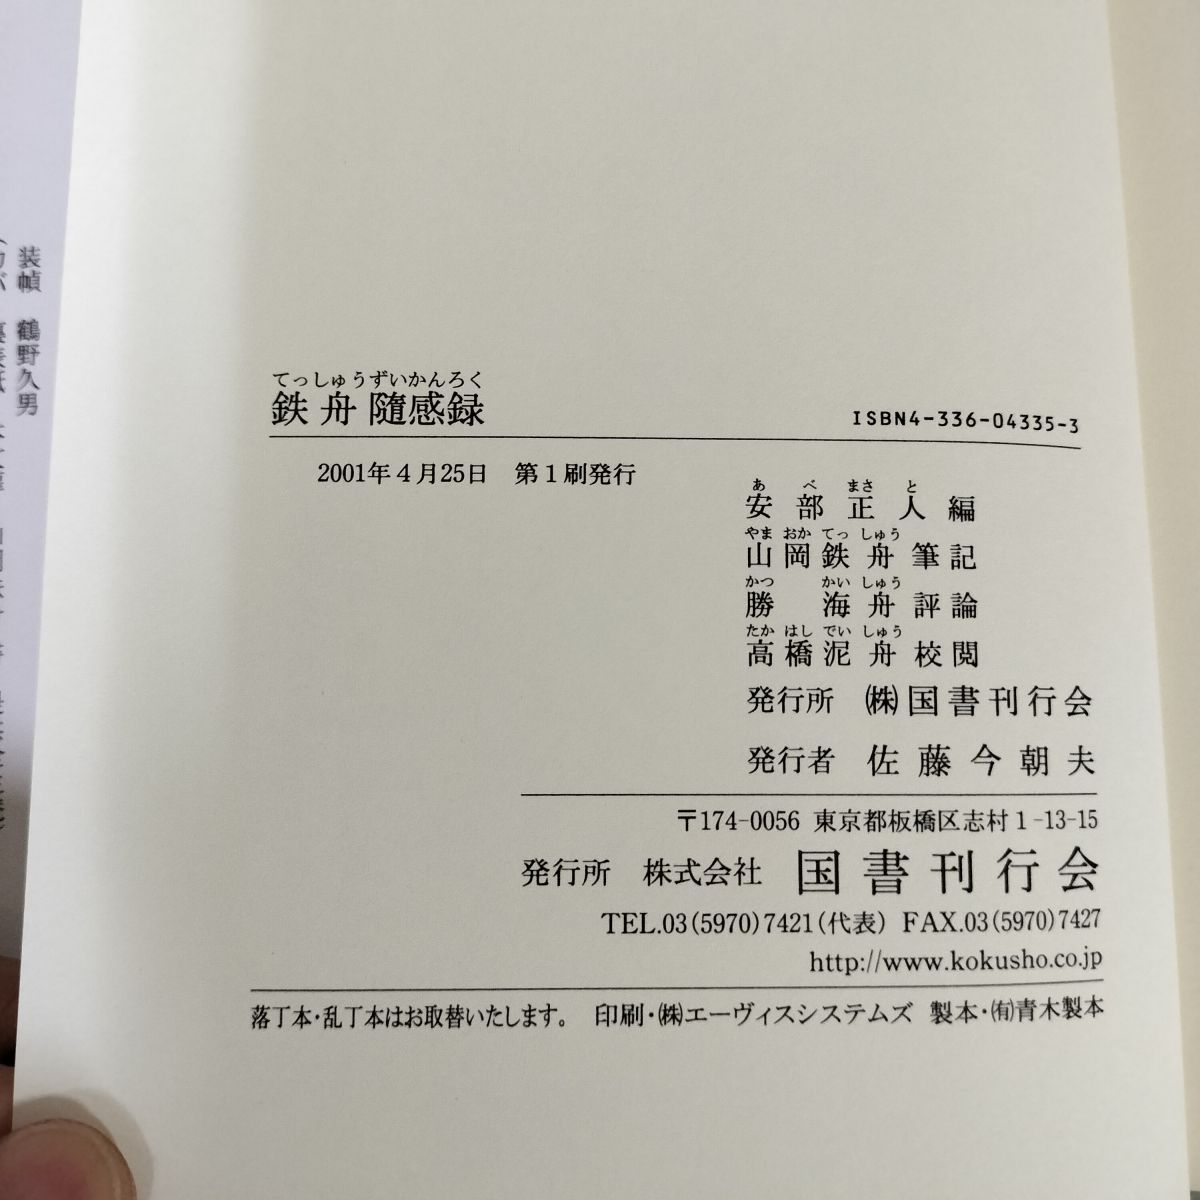 てっしゅうずいかんろく
鉄舟 隨感録
ISBN4-336-04335-3
2001年4月25日 第1刷発行
あ べ まさ と
安部正人編
やま おか てっ しゅう
山岡鉄舟筆記
かつ かい しゅう
勝 海舟評論
たか はし でい しゅう
高橋泥舟校閲
発行所 ㈱国書刊行会
発行者 佐藤今朝夫
〒174-0056 東京都板橋区志村1-13-15
発行所 株式会社 国書刊行会
TEL.03(5970)7421(代表) FAX.03(5970)7427
http://www.kokusho.co.jp
落丁本・乱丁本はお取替いたします。 印刷・㈱エーヴィスシステムズ 製本・㈲青木製本
装幀 鶴野久男